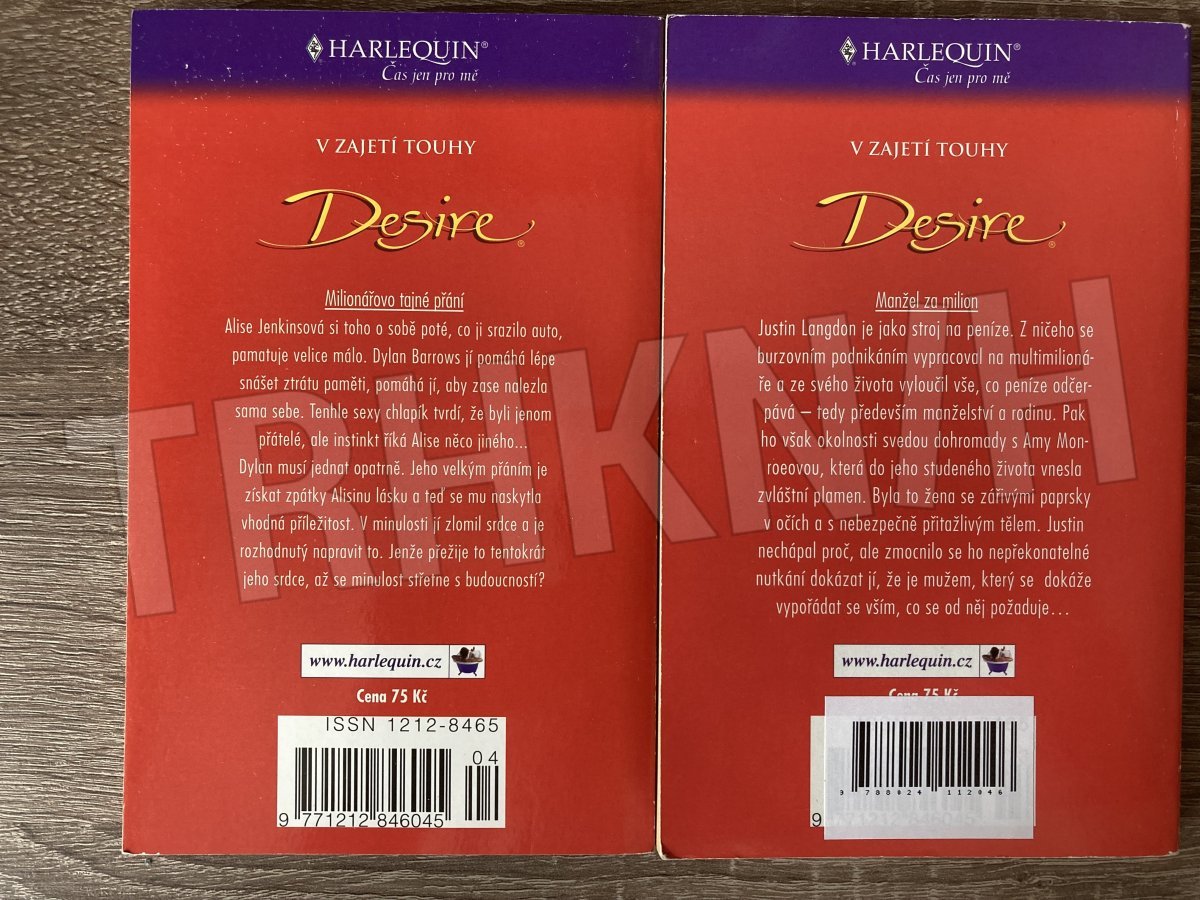 HARLEQUIN®
Čas jen pro mě
V ZAJETÍ TOUHY
Desire®
Milionářovo tajné přání
Alise Jenkinsová si toho o sobě poté, co ji srazilo auto,
pamatuje velice málo. Dylan Barrows jí pomáhá lépe
snášet ztrátu paměti, pomáhá jí, aby zase nalezla
sama sebe. Tenhle sexy chlapík tvrdí, že byli jenom
přátelé, ale instinkt říká Alise něco jiného...
Dylan musí jednat opatrně. Jeho velkým přáním je
získat zpátky Alisinu lásku a teď se mu naskytla
vhodná příležitost. V minulosti jí zlomil srdce a je
rozhodnutý napravit to. Jenže přežije to tentokrát
jeho srdce, až se minulost střetne s budoucností?
www.harlequin.cz
Cena 75 Kč
ISSN 1212-8465
04
9 771212 846045
HARLEQUIN®
Čas jen pro mě
V ZAJETÍ TOUHY
Desire®
Manžel za milion
Justin Langdon je jako stroj na peníze. Z ničeho se
burzovním podnikáním vypracoval na multimilioná-
ře a ze svého života vyloučil vše, co peníze odčer-
pává – tedy především manželství a rodinu. Pak
ho však okolnosti svedou dohromady s Amy Mon-
roeovou, která do jeho studeného života vnesla
zvláštní plamen. Byla to žena se zářivými paprsky
v očích a s nebezpečně přitažlivým tělem. Justin
nechápal proč, ale zmocnilo se ho nepřekonatelné
nutkání dokázat jí, že je mužem, který se dokáže
vypořádat se vším, co se od něj požaduje...
www.harlequin.cz
Cena 75 Kč
9 788024 112046
9 771212 846045
TRHKNIH